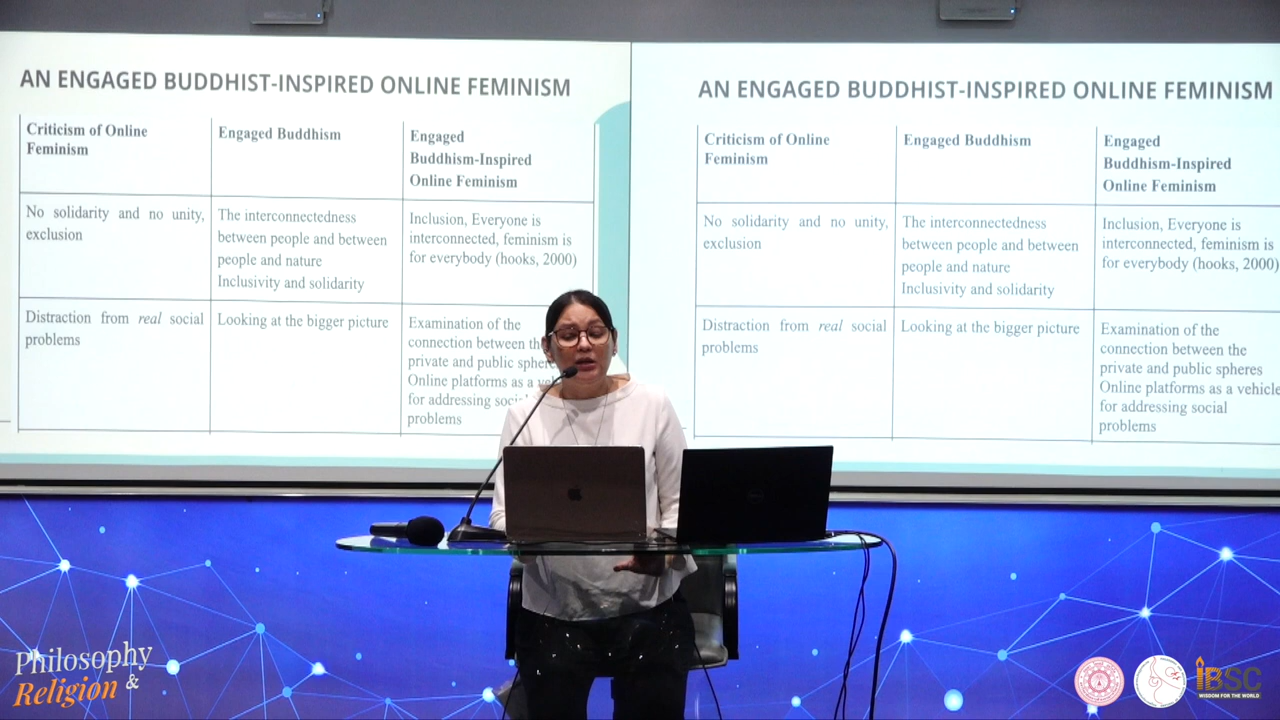 AN ENGAGED BUDDHIST-INSPIRED ONLINE FEMINISM
Criticism of Online
Feminism
Engaged Buddhism
Engaged
Buddhism-Inspired
Online Feminism
No solidarity and no unity,
exclusion
The interconnectedness
between people and between
people and nature
Inclusivity and solidarity
Inclusion, Everyone is
interconnected, feminism is
for everybody (hooks, 2000)
Distraction from real social
problems
Looking at the bigger picture
Examination of the
connection between the
private and public spheres
Online platforms as a
for addressing
problems
AN ENGAGED BUDDHIST-INSPIRED ONLINE FEMINISM
Criticism of Online
Feminism
Engaged Buddhism
Engaged
Buddhism-Inspired
Online Feminism
No solidarity and no unity,
exclusion
The interconnectedness
between people and between
people and nature
Inclusivity and solidarity
Inclusion, Everyone is
interconnected, feminism is
for everybody (hooks, 2000)
Distraction from real social
problems
Looking at the bigger picture
Examination of the
connection between the
private and public spheres
Online platforms as a vehicle
for addressing social
problems
Philosophy
Religion &
IBSC
WISDOM FOR THE WORLD